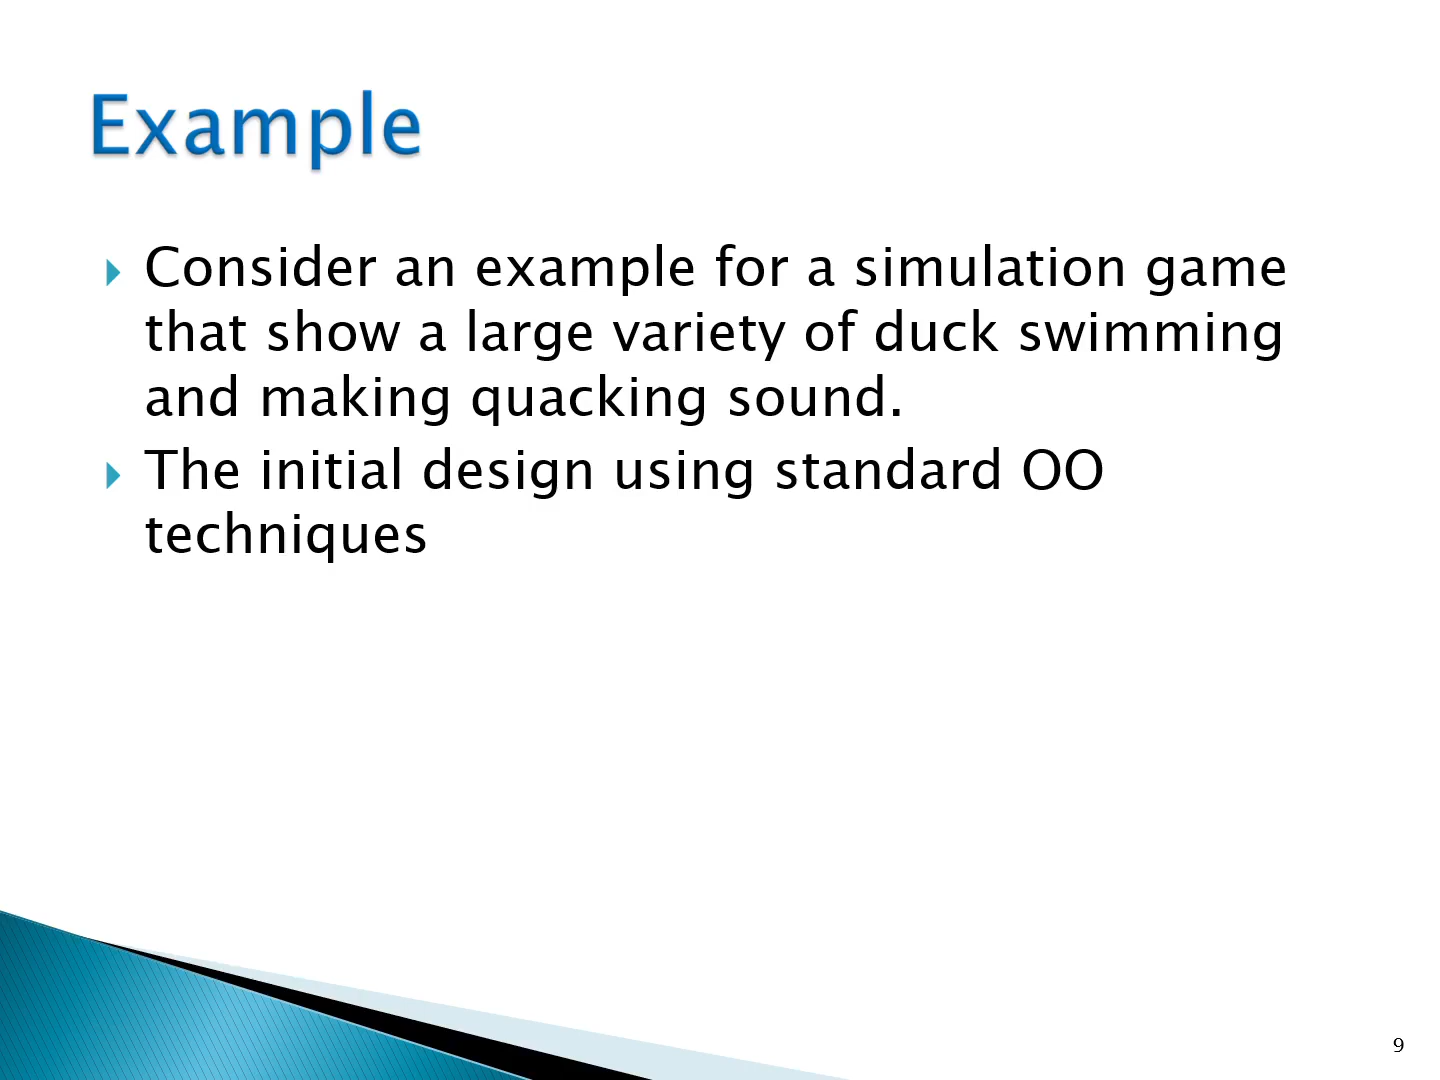 Example
Consider an example for a simulation game
that show a large variety of duck swimming
and making quacking sound.
The initial design using standard OO
techniques
9